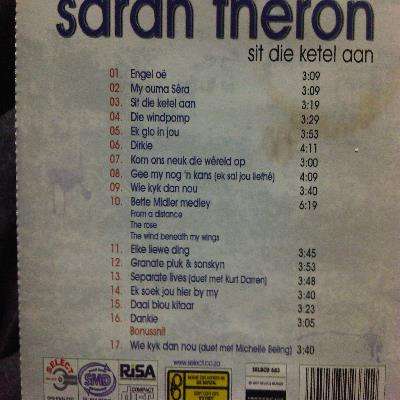 sarah theron
sit die ketel aan
01. Engel oë 3:09
02. My ouma Sêra 3:09
03. Sit die ketel aan 3:19
04. Die windpomp 3:29
05. Ek glo in jou 3:53
06. Dirkie 4:11
07. Kom ons neuk die wêreld op 3:00
08. Gee my nog 'n kans (ek sal jou liefhê) 4:09
09. Wie kyk dan nou 3:40
10. Bette Midler medley 6:19
From a distance
The rose
The wind beneath my wings
11. Elke liewe ding 3:45
12. Granate pluk & sonskyn 3:53
13. Separate lives (duet met Kurt Darren) 3:48
14. Ek soek jou hier by my 3:40
15. Daai blou kitaar 3:23
16. Dankie 3:05
Bonussnit!
17. Wie kyk dan nou (duet met Michelle Beling) 3:40
www.select.co.za
SELECT
SMD
RiSA
COMPACT